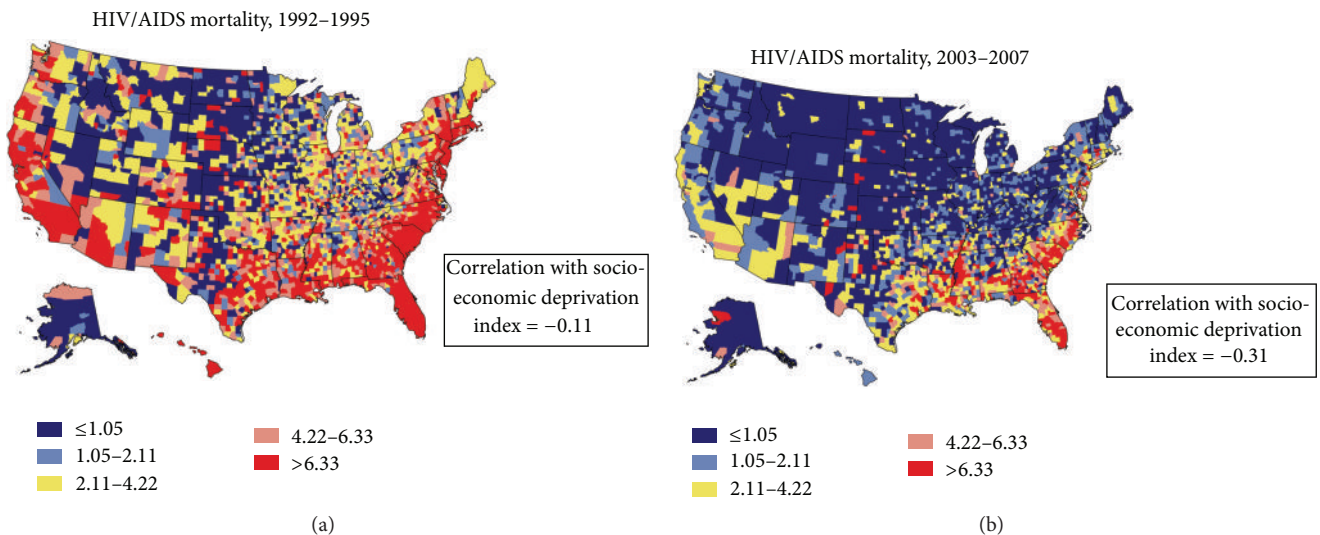 HIV/AIDS mortality, 1992–1995
Correlation with socio-
economic deprivation
index = −0.11
≤1.05
1.05–2.11
2.11–4.22
4.22–6.33
>6.33
(a)
HIV/AIDS mortality, 2003–2007
Correlation with socio-
economic deprivation
index = −0.31
≤1.05
1.05–2.11
2.11–4.22
4.22–6.33
>6.33
(b)